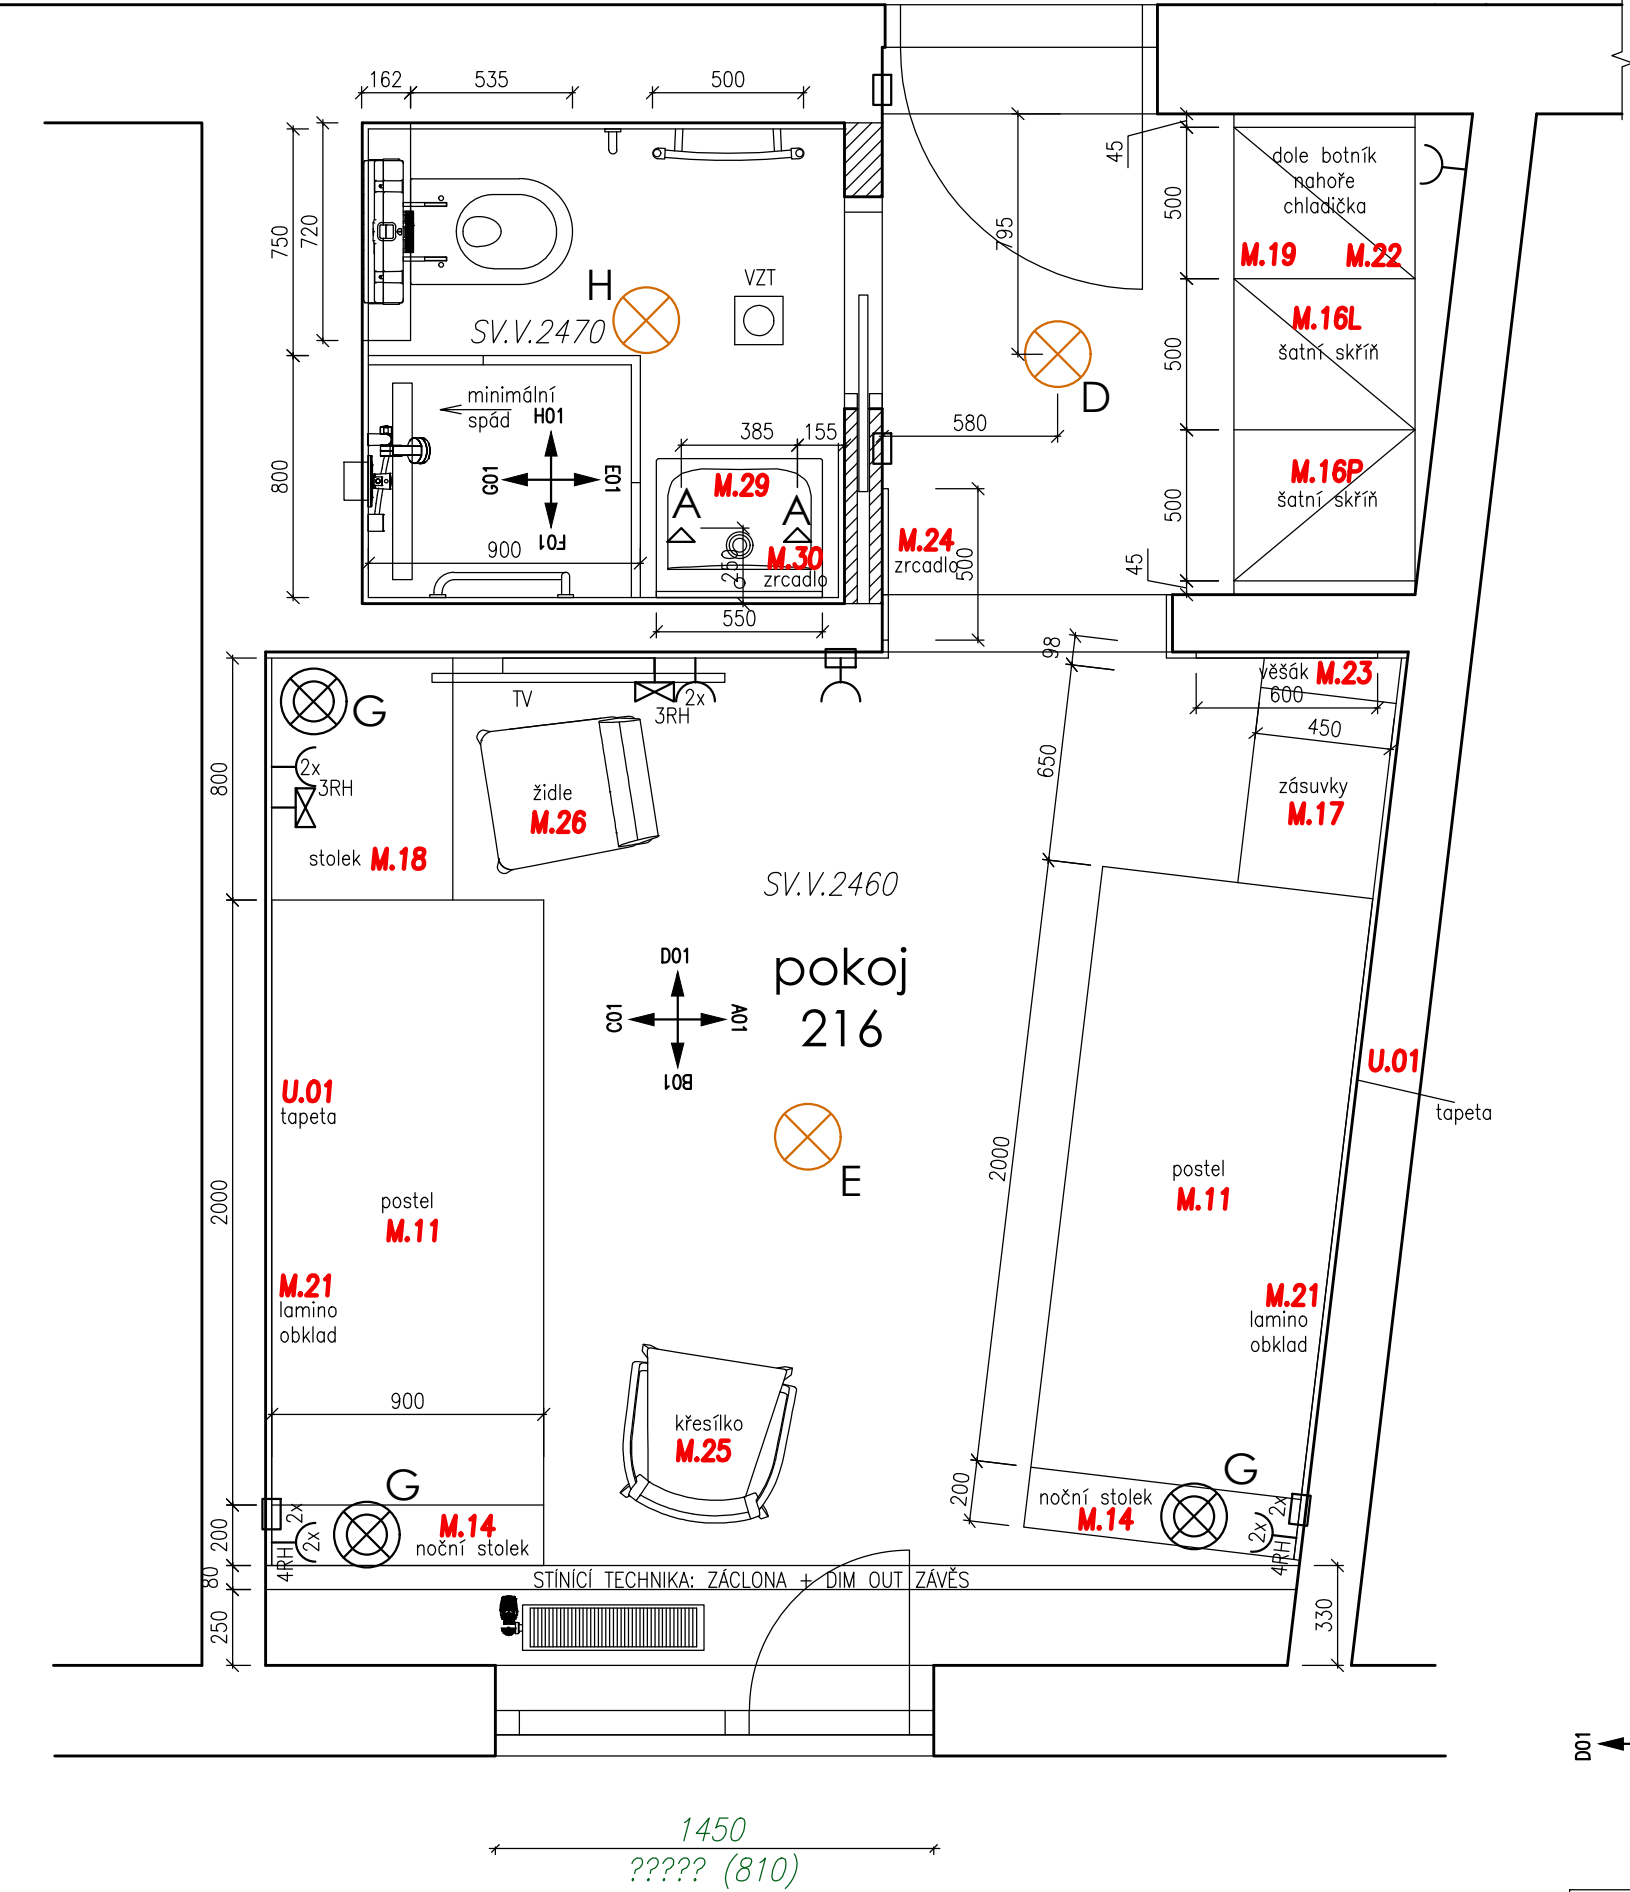 162
535
500
750
720
800
H
SV.V.2470
VZT
minimální
spád
H01
G01
E01
F01
900
385
155
M.29
A
A
250
M.30
zrcadlo
550
795
45
500
500
500
45
580
D
M.24
zrcadlo
500
dole botník
nahoře
chladička
M.19
M.22
M.16L
šatní skříň
M.16P
šatní skříň
G
TV
3RH
2x
2x
3RH
stolek M.18
800
židle
M.26
98
650
věšák M.23
600
450
zásuvky
M.17
SV.V.2460
pokoj
216
D01
C01
A01
B01
E
U.01
tapeta
U.01
tapeta
2000
postel
M.11
2000
postel
M.11
M.21
lamino
obklad
M.21
lamino
obklad
900
křesílko
M.25
G
2x
2x
4RH
M.14
noční stolek
200
80
250
G
200
noční stolek
M.14
2x
2x
4RH
330
STÍNÍCÍ TECHNIKA: ZÁCLONA + DIM OUT ZÁVĚS
D01
1450
????? (810)